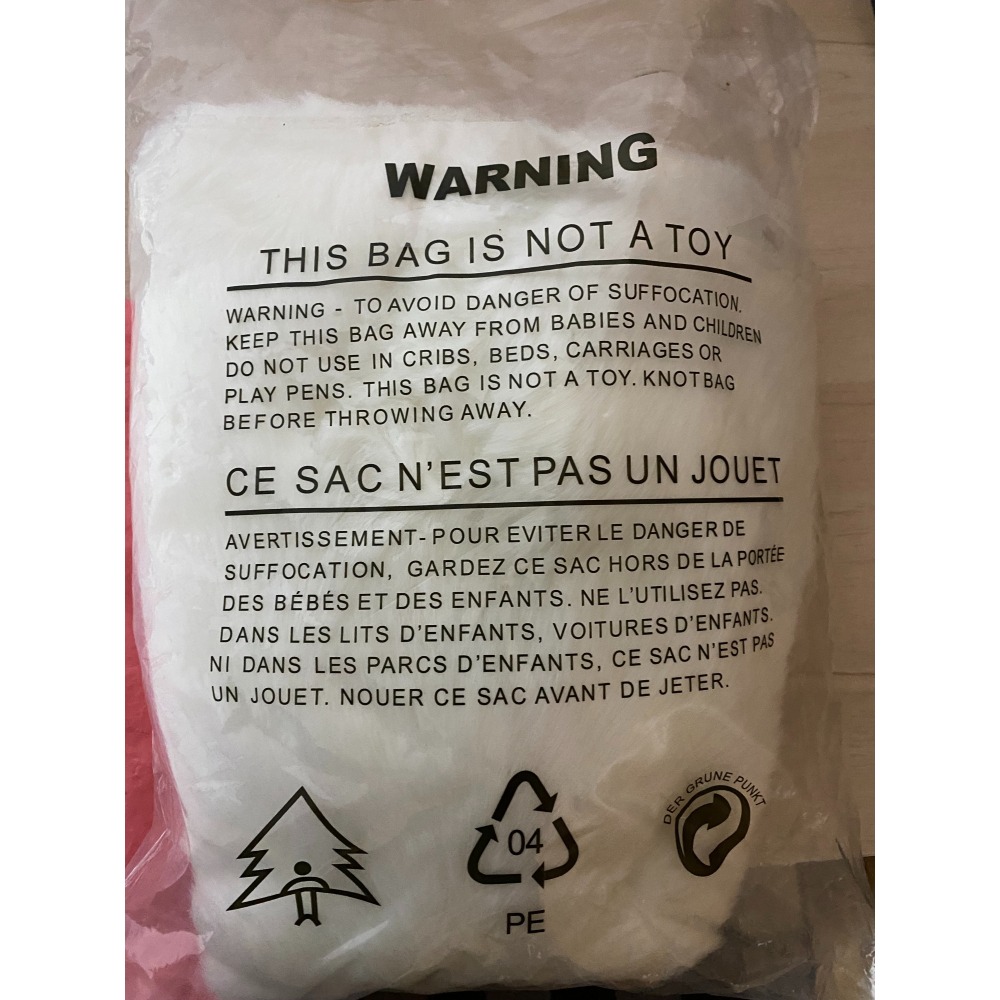 WARNING
THIS BAG IS NOT A TOY
WARNING - TO AVOID DANGER OF SUFFOCATION.
KEEP THIS BAG AWAY FROM BABIES AND CHILDREN
DO NOT USE IN CRIBS, BEDS, CARRIAGES OR
PLAY PENS. THIS BAG IS NOT A TOY. KNOT BAG
BEFORE THROWING AWAY.
CE SAC N'EST PAS UN JOUET
AVERTISSEMENT- POUR EVITER LE DANGER DE
SUFFOCATION, GARDEZ CE SAC HORS DE LA PORTÉE
DES BÉBÉS ET DES ENFANTS. NE L'UTILISEZ PAS.
DANS LES LITS D'ENFANTS, VOITURES D'ENFANTS.
NI DANS LES PARCS D'ENFANTS, CE SAC N'EST PAS
UN JOUET. NOUER CE SAC AVANT DE JETER.
DER GRUNE PUNKT
04
PE